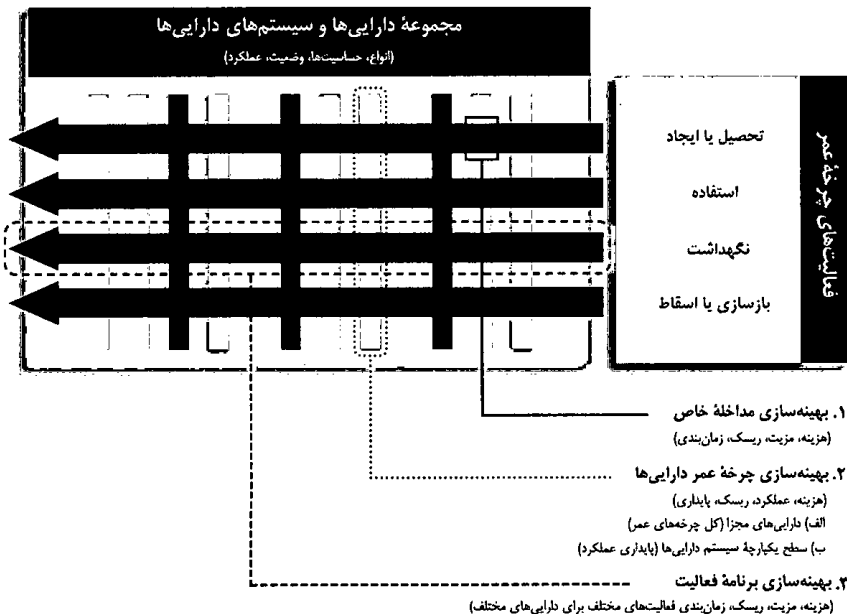 مجموعهٔ دارایی‌ها و سیستم‌های دارایی‌ها
(انواع، حساسیت‌ها، وضعیت، عملکرد)
فعالیت‌های چرخهٔ عمر
تحصیل یا ایجاد
استفاده
نگهداشت
بازسازی یا اسقاط
۱. بهینه‌سازی مداخلهٔ خاص
(هزینه، مزیت، ریسک، زمان‌بندی)
۲. بهینه‌سازی چرخهٔ عمر دارایی‌ها
(هزینه، عملکرد، ریسک، پایداری)
الف) دارایی‌های مجزا (کل چرخه‌های عمر)
ب) سطح یکپارچهٔ سیستم دارایی‌ها (پایداری عملکرد)
۳. بهینه‌سازی برنامهٔ فعالیت
(هزینه، مزیت، ریسک، زمان‌بندی فعالیت‌های مختلف برای دارایی‌های مختلف)